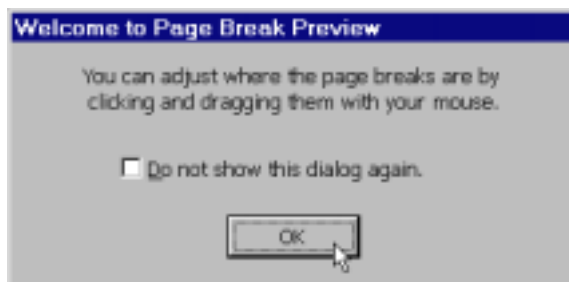 Welcome to Page Break Preview
You can adjust where the page breaks are by
clicking and dragging them with your mouse.
Do not show this dialog again.
OK